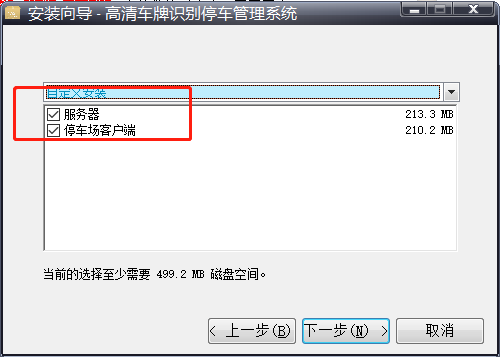 安装向导 - 高清车牌识别停车管理系统
自定义安装
服务器 213.3 MB
停车场客户端 210.2 MB
当前的选择至少需要 499.2 MB 磁盘空间。
< 上一步(B) 下一步(N) > 取消